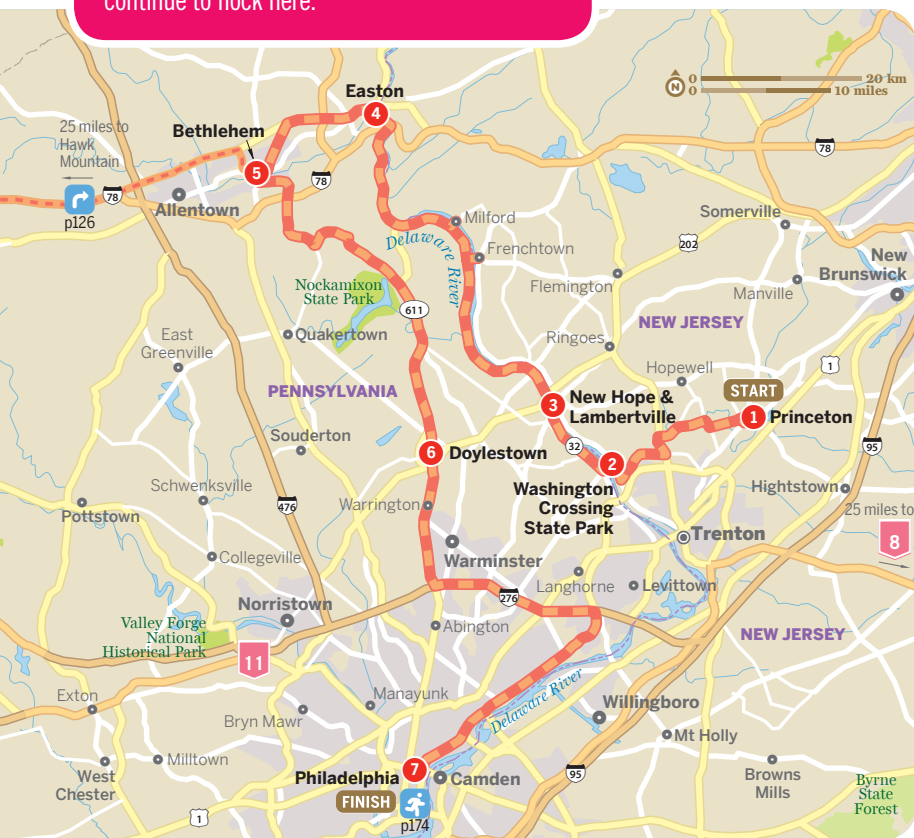 continue to flock here.
Easton
4
0 20 km
N
0 10 miles
25 miles to
Hawk
Mountain
Bethlehem
5
78
78
78
p126
Allentown
Milford
Somerville
Delaware River
Frenchtown
202
New
Brunswick
Nockamixon
State Park
Flemington
Manville
611
NEW JERSEY
East
Greenville
Quakertown
Ringoes
Hopewell
1
PENNSYLVANIA
START
3
New Hope &
Lambertville
1
Princeton
Souderton
6
Doylestown
32
2
95
Schwenksville
Washington
Crossing
State Park
Hightstown
Pottstown
476
Warrington
25 miles to
8
Trenton
Collegeville
Warminster
Langhorne
Levittown
276
Norristown
Valley Forge
National
Historical Park
Abington
NEW JERSEY
11
Exton
Manayunk
Delaware River
Willingboro
Bryn Mawr
Mt Holly
Milltown
West
Chester
7
Philadelphia
Camden
95
Browns
Mills
Byrne
State
Forest
FINISH
p174
1